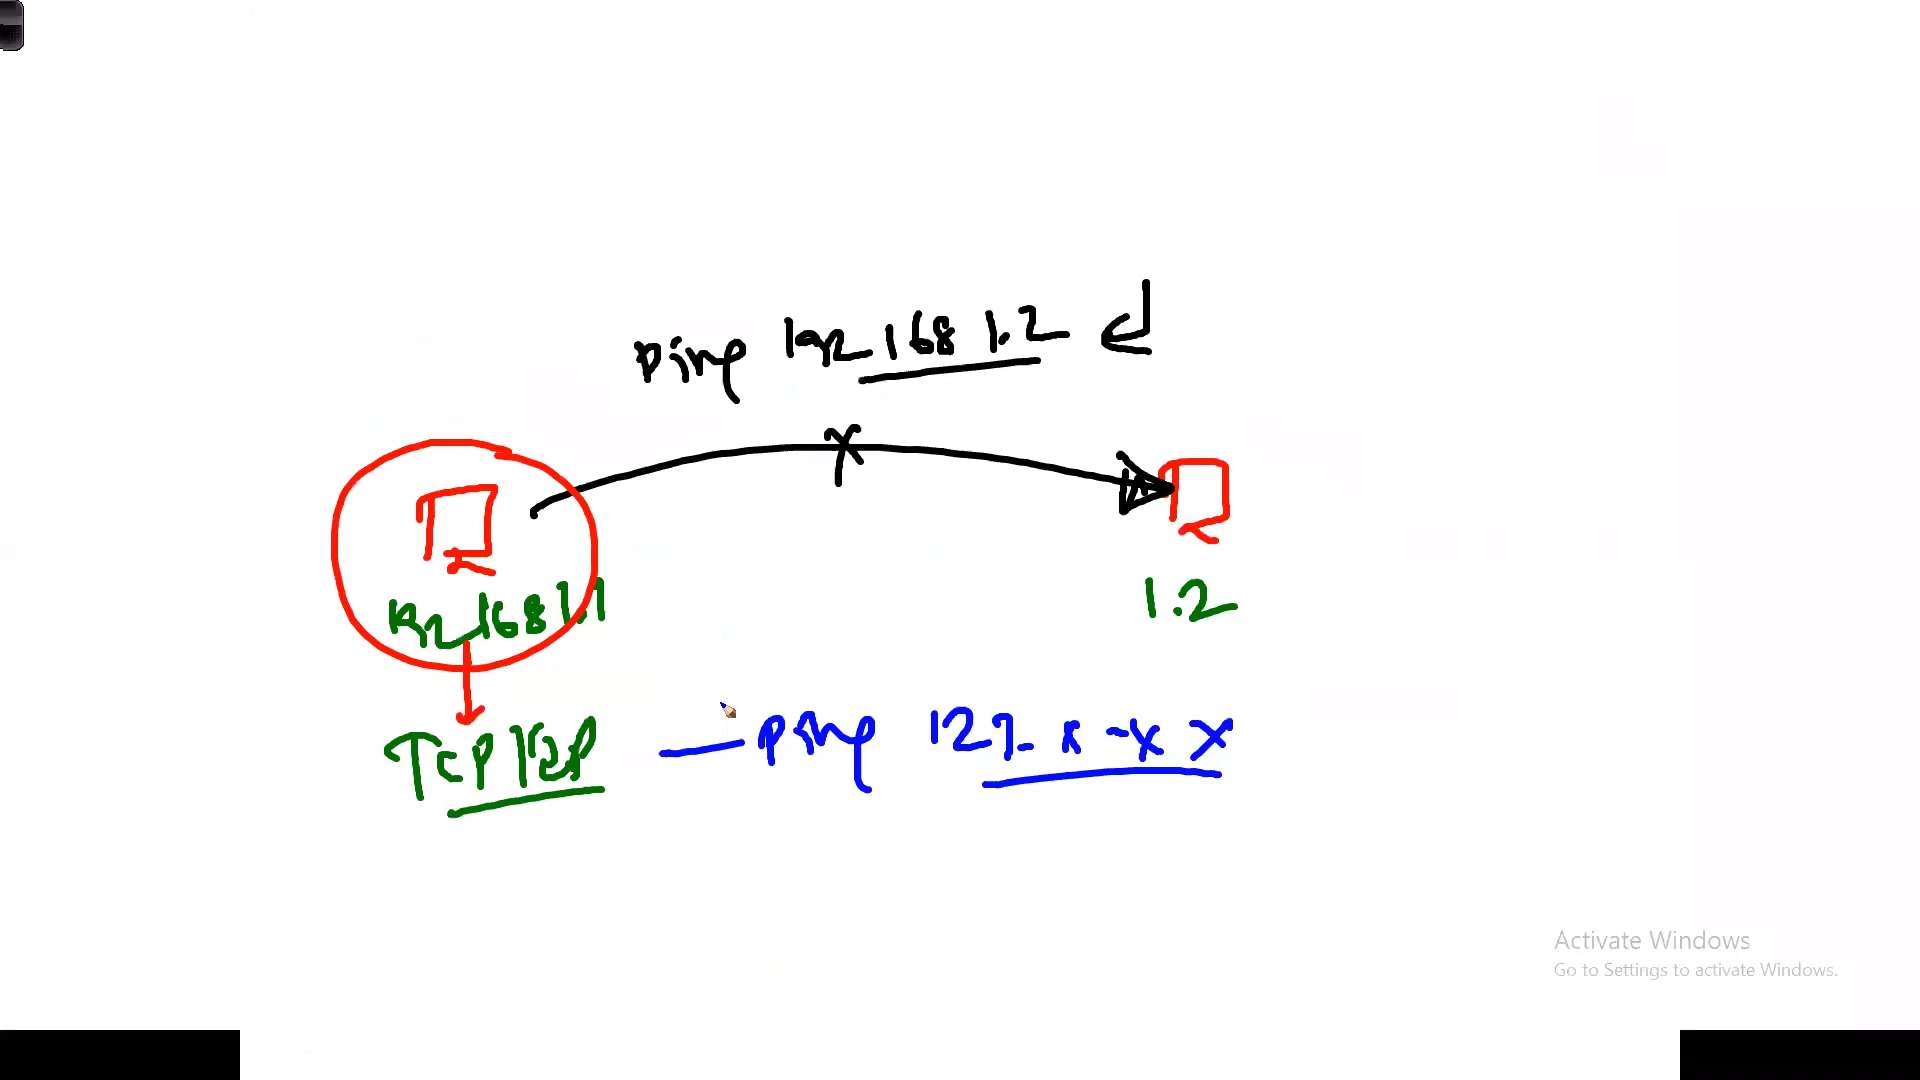 ping 192 168 1.2
192 168 1.1
1.2
TCP IP
ping 127. x - x x
Activate Windows
Go to Settings to activate Windows.